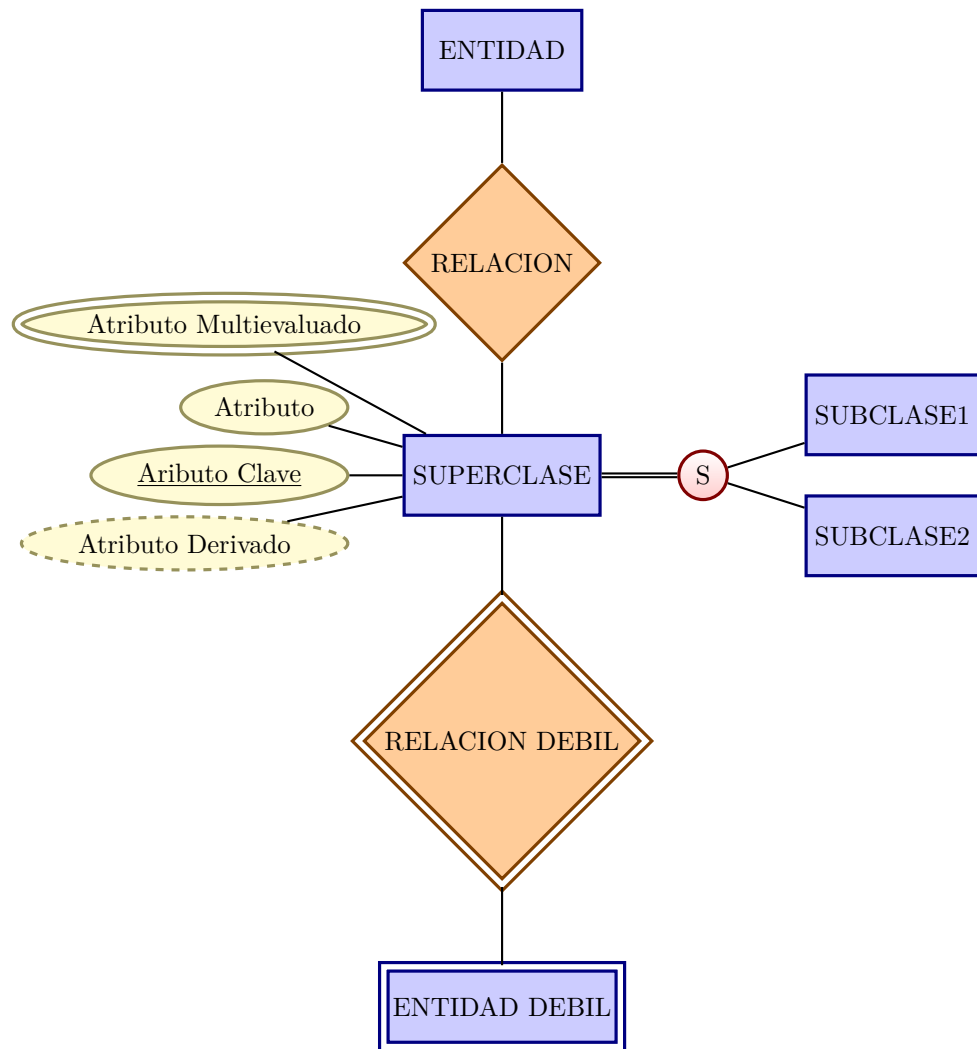 ENTIDAD
RELACION
Atributo Multievaluado
Atributo
Aributo Clave
Atributo Derivado
SUPERCLASE
S
SUBCLASE1
SUBCLASE2
RELACION DEBIL
ENTIDAD DEBIL